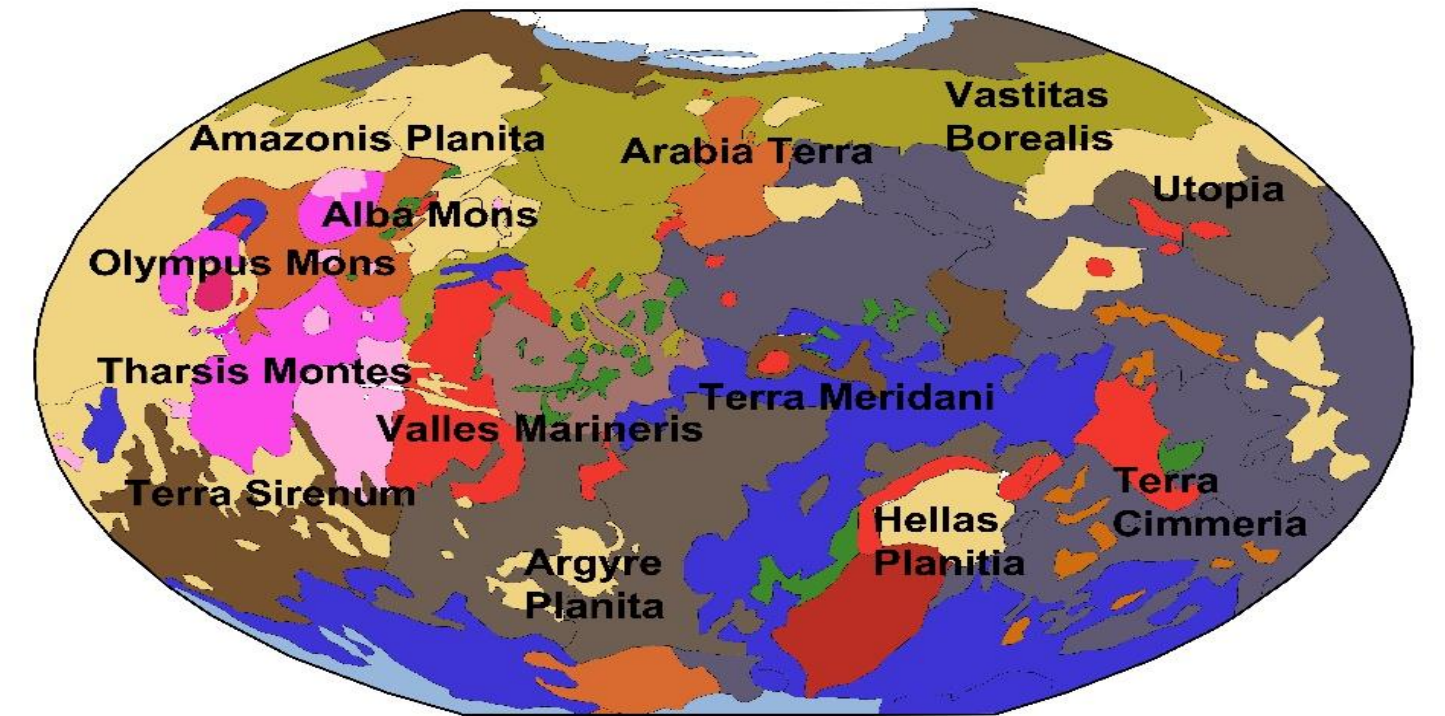 Vastitas
Borealis
Amazonis Planita
Arabia Terra
Utopia
Alba Mons
Olympus Mons
Tharsis Montes
Terra Meridani
Valles Marineris
Terra Sirenum
Terra
Cimmeria
Hellas
Planitia
Argyre
Planita